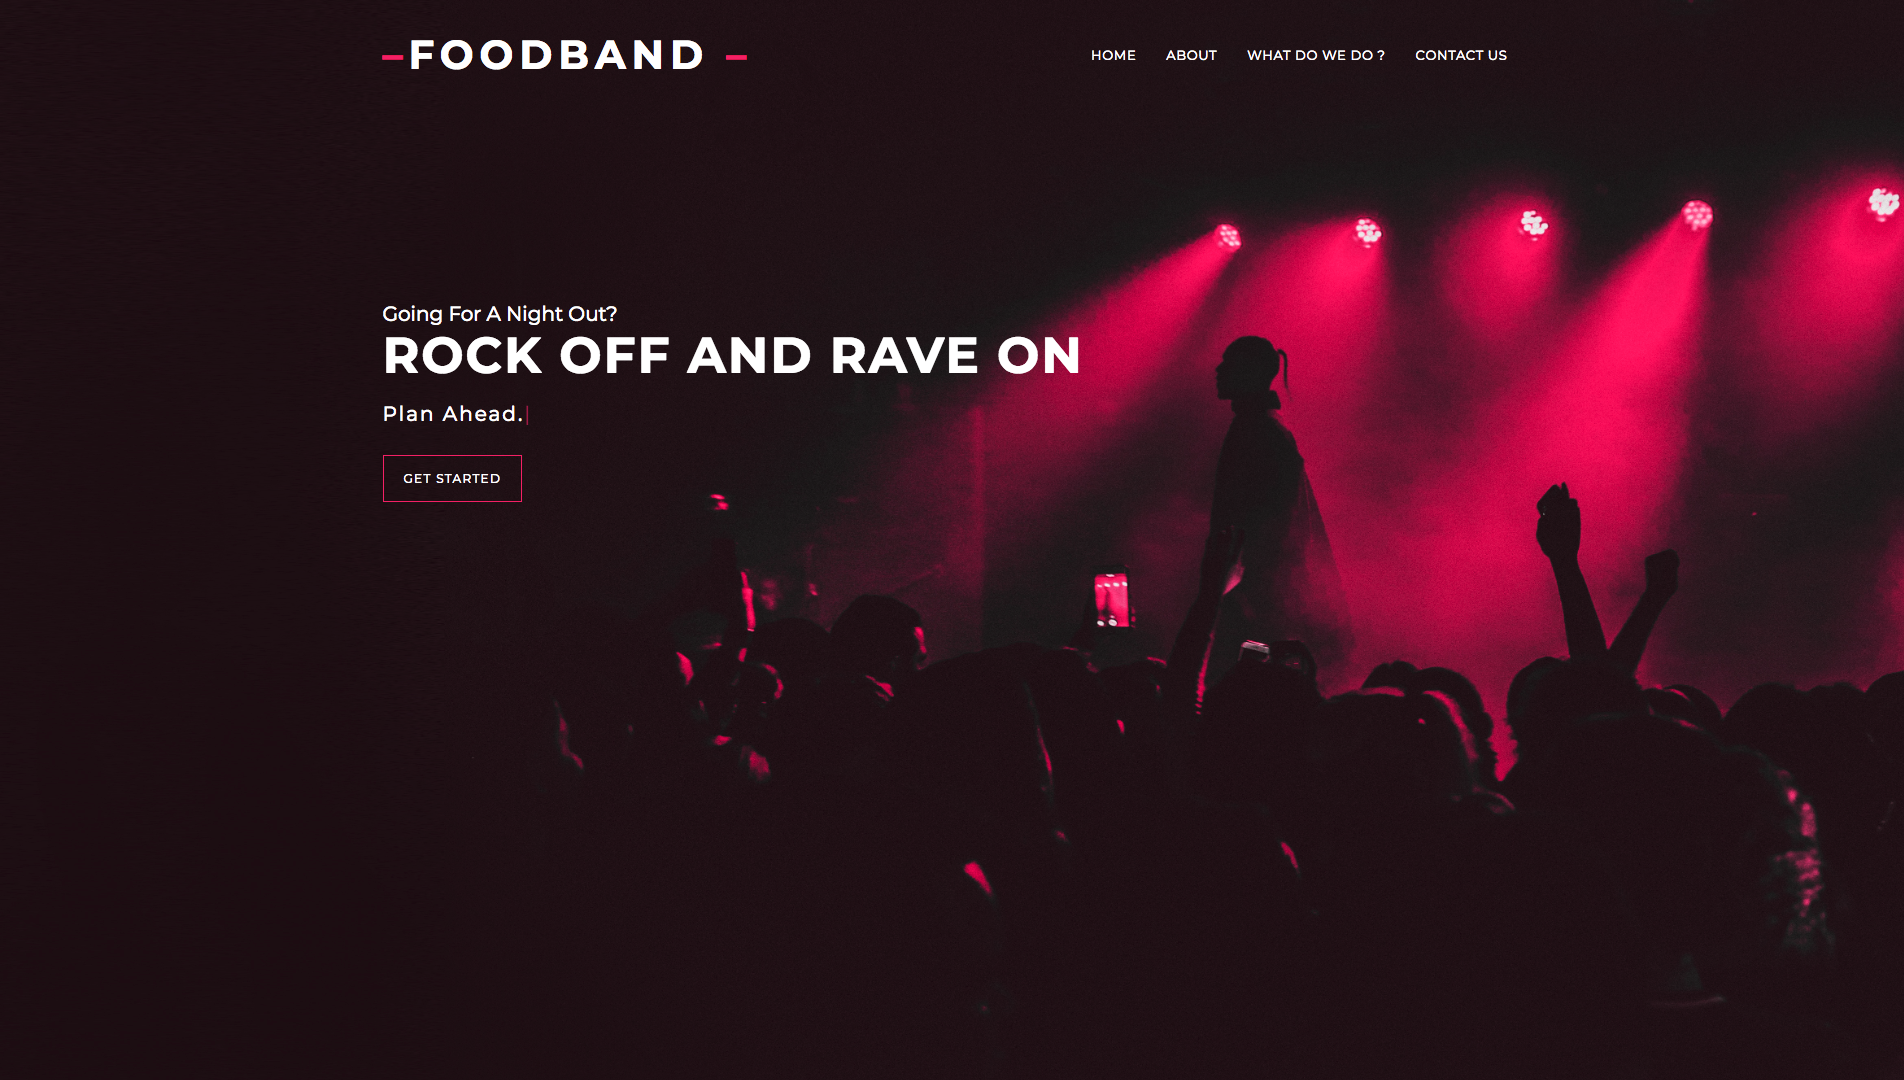 –FOODBAND –
HOME ABOUT WHAT DO WE DO ? CONTACT US
Going For A Night Out?
ROCK OFF AND RAVE ON
Plan Ahead.|
GET STARTED